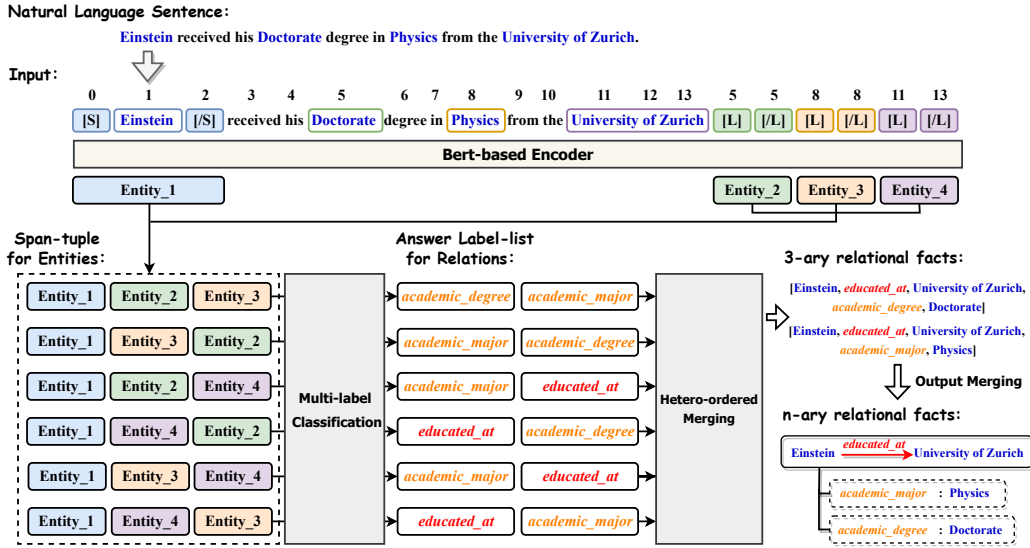 Natural Language Sentence:
Einstein received his Doctorate degree in Physics from the University of Zurich.
Input:
0 1 2 3 4 5 6 7 8 9 10 11 12 13 5 5 8 8 11 13
[S] Einstein [/S] received his Doctorate degree in Physics from the University of Zurich [L] [/L] [L] [/L] [L] [/L]
Bert-based Encoder
Entity_1 Entity_2 Entity_3 Entity_4
Span-tuple
for Entities:
Answer Label-list
for Relations:
Entity_1 Entity_2 Entity_3 academic_degree academic_major
Entity_1 Entity_3 Entity_2 academic_major academic_degree
Entity_1 Entity_2 Entity_4 academic_major educated_at
Entity_1 Entity_4 Entity_2 educated_at academic_degree
Entity_1 Entity_3 Entity_4 academic_major educated_at
Entity_1 Entity_4 Entity_3 educated_at academic_major
Multi-label
Classification
Hetero-ordered
Merging
3-ary relational facts:
[Einstein, educated_at, University of Zurich,
academic_degree, Doctorate]
[Einstein, educated_at, University of Zurich,
academic_major, Physics]
Output Merging
n-ary relational facts:
educated_at
Einstein University of Zurich
academic_major : Physics
academic_degree : Doctorate